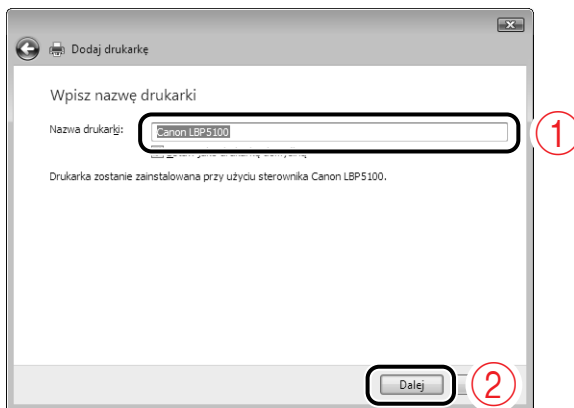 Dodaj drukarkę
Wpisz nazwę drukarki
Nazwa drukarki: Canon LBP5100
1
Drukarka zostanie zainstalowana przy użyciu sterownika Canon LBP5100.
Dalej
2